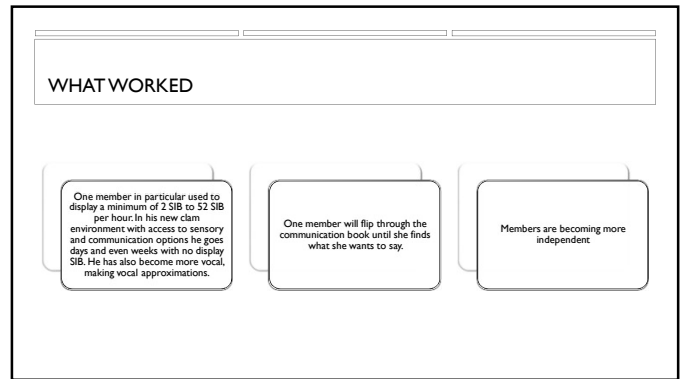 WHAT WORKED
One member in particular used to
display a minimum of 2 SIB to 52 SIB
per hour. In his new clam
environment with access to sensory
and communication options he goes
days and even weeks with no display
SIB. He has also become more vocal,
making vocal approximations.
One member will flip through the
communication book until she finds
what she wants to say.
Members are becoming more
independent